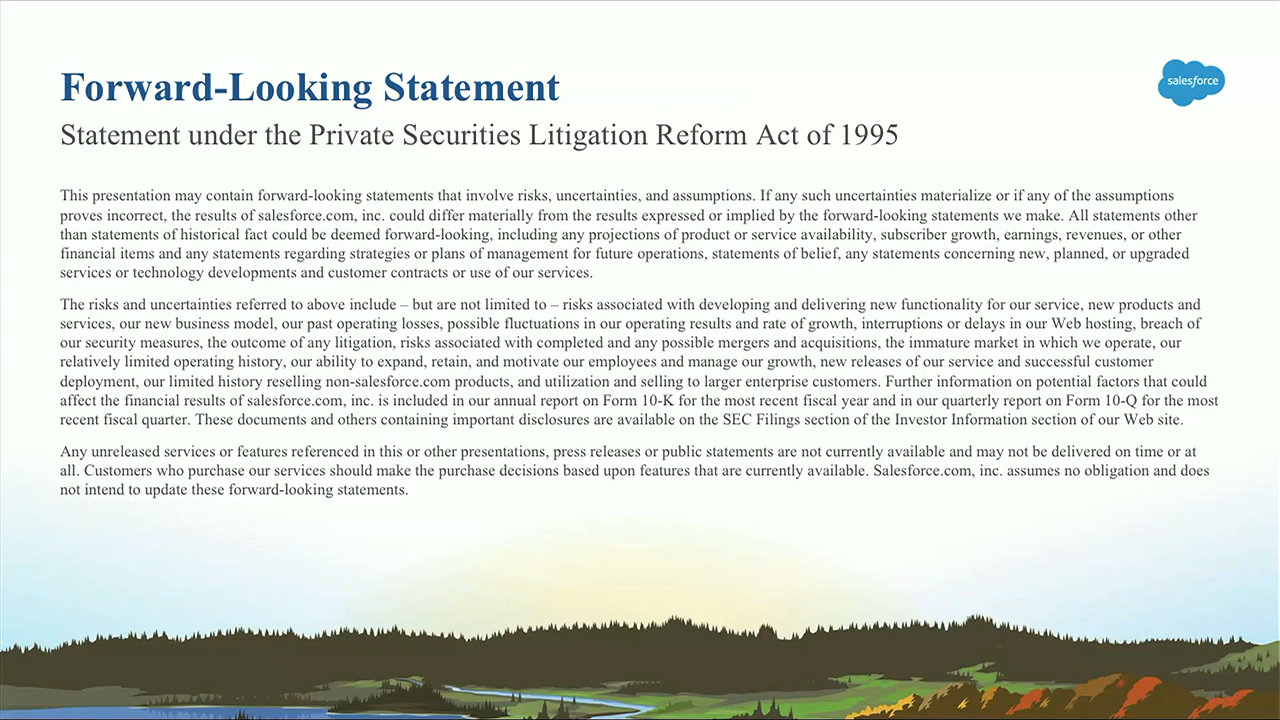 Forward-Looking Statement
salesforce
Statement under the Private Securities Litigation Reform Act of 1995
This presentation may contain forward-looking statements that involve risks, uncertainties, and assumptions. If any such uncertainties materialize or if any of the assumptions
proves incorrect, the results of salesforce.com, inc. could differ materially from the results expressed or implied by the forward-looking statements we make. All statements other
than statements of historical fact could be deemed forward-looking, including any projections of product or service availability, subscriber growth, earnings, revenues, or other
financial items and any statements regarding strategies or plans of management for future operations, statements of belief, any statements concerning new, planned, or upgraded
services or technology developments and customer contracts or use of our services.
The risks and uncertainties referred to above include – but are not limited to – risks associated with developing and delivering new functionality for our service, new products and
services, our new business model, our past operating losses, possible fluctuations in our operating results and rate of growth, interruptions or delays in our Web hosting, breach of
our security measures, the outcome of any litigation, risks associated with completed and any possible mergers and acquisitions, the immature market in which we operate, our
relatively limited operating history, our ability to expand, retain, and motivate our employees and manage our growth, new releases of our service and successful customer
deployment, our limited history reselling non-salesforce.com products, and utilization and selling to larger enterprise customers. Further information on potential factors that could
affect the financial results of salesforce.com, inc. is included in our annual report on Form 10-K for the most recent fiscal year and in our quarterly report on Form 10-Q for the most
recent fiscal quarter. These documents and others containing important disclosures are available on the SEC Filings section of the Investor Information section of our Web site.
Any unreleased services or features referenced in this or other presentations, press releases or public statements are not currently available and may not be delivered on time or at
all. Customers who purchase our services should make the purchase decisions based upon features that are currently available. Salesforce.com, inc. assumes no obligation and does
not intend to update these forward-looking statements.